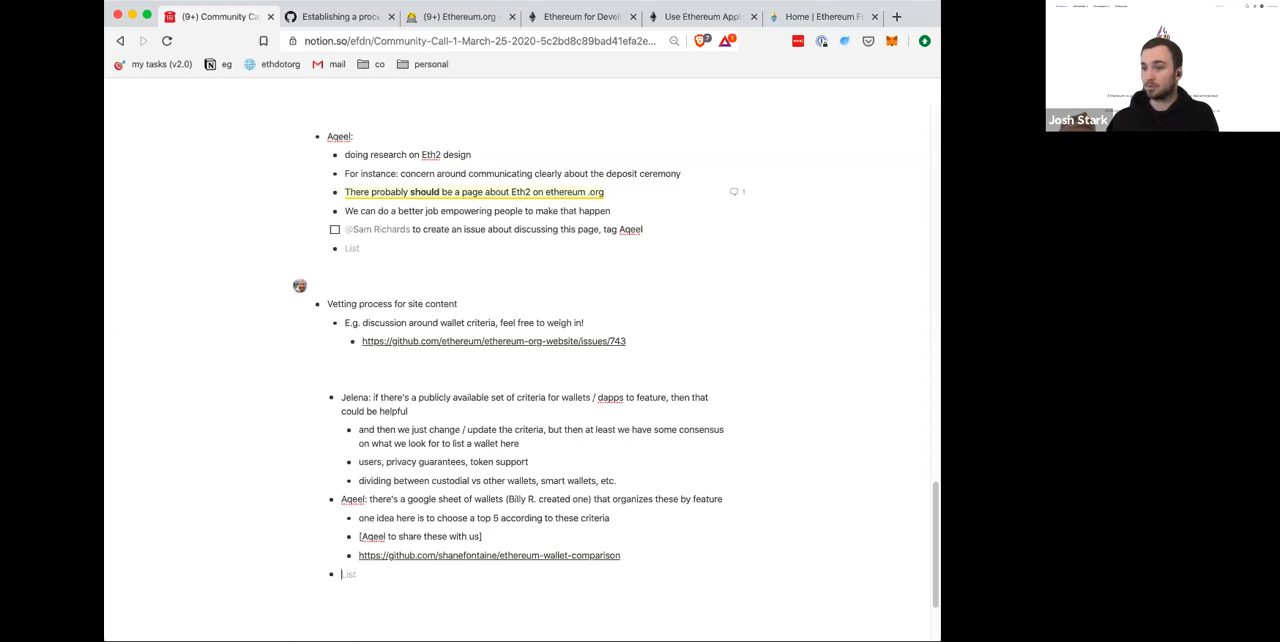 (9+) Community Ca
Establishing a proce
(9+) Ethereum.org -
Ethereum for Devel
Use Ethereum Appl
Home | Ethereum Fo
notion.so/efdn/Community-Call-1-March-25-2020-5c2bd8c89bad41efa2e...
7
1
my tasks (v2.0)
eg
ethdotorg
mail
co
personal
Josh Stark
Aqeel:
doing research on Eth2 design
For instance: concern around communicating clearly about the deposit ceremony
There probably should be a page about Eth2 on ethereum .org
1
We can do a better job empowering people to make that happen
@Sam Richards to create an issue about discussing this page, tag Aqeel
List
Vetting process for site content
E.g. discussion around wallet criteria, feel free to weigh in!
https://github.com/ethereum/ethereum-org-website/issues/743
Jelena: if there's a publicly available set of criteria for wallets / dapps to feature, then that
could be helpful
and then we just change / update the criteria, but then at least we have some consensus
on what we look for to list a wallet here
users, privacy guarantees, token support
dividing between custodial vs other wallets, smart wallets, etc.
Aqeel: there's a google sheet of wallets (Billy R. created one) that organizes these by feature
one idea here is to choose a top 5 according to these criteria
[Aqeel to share these with us]
https://github.com/shanefontaine/ethereum-wallet-comparison
List